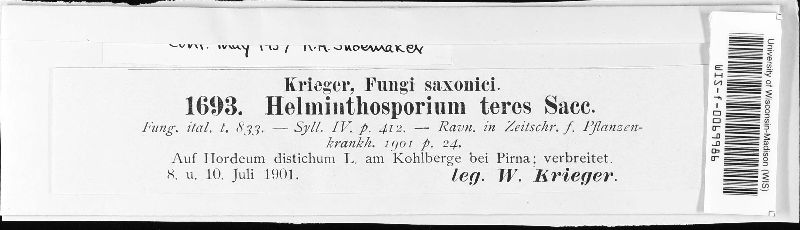 Conf. May 1957 R.A. Shoemaker
Krieger, Fungi saxonici.
1693. Helminthosporium teres Sacc.
Fung. ital. t. 833. — Syll. IV. p. 412. — Ravn. in Zeitschr. f. Pflanzen-
krankh. 1901 p. 24.
Auf Hordeum distichum L. am Kohlberge bei Pirna; verbreitet.
8. u. 10. Juli 1901.
leg. W. Krieger.
University of Wisconsin-Madison (WIS)
WIS-f-0069986